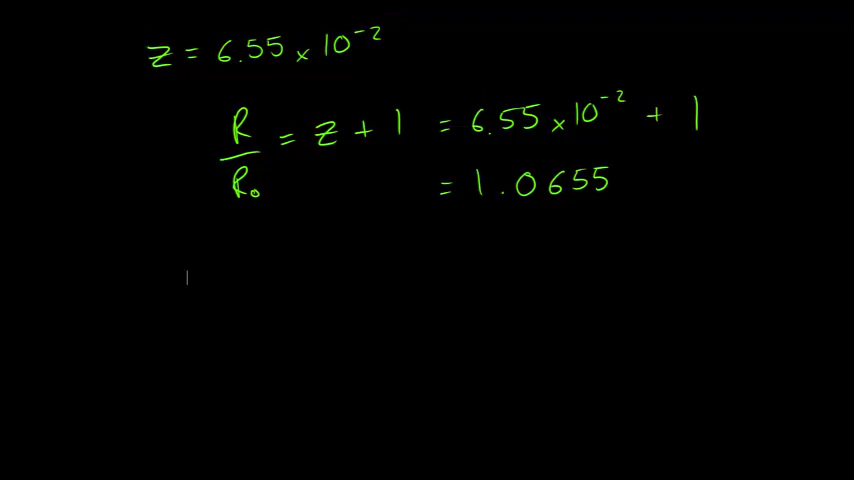 z = 6.55 × 10⁻²
R/R₀ = z + 1 = 6.55 × 10⁻² + 1
= 1.0655